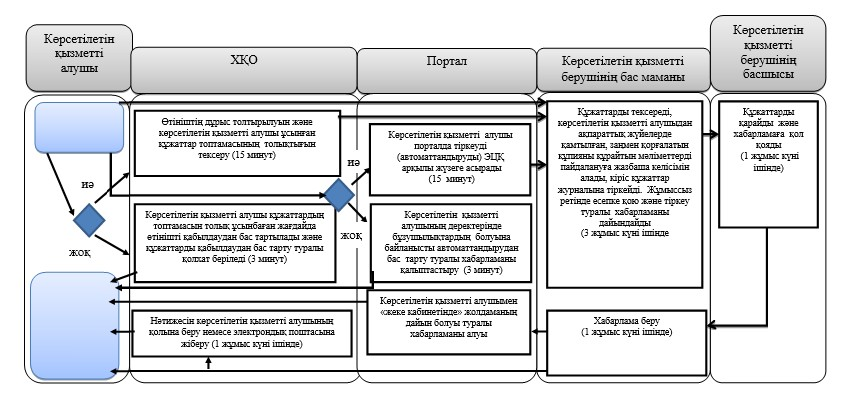 Көрсетілетін
қызметті
алушы
ХҚО
Портал
Көрсетілетін қызметті
берушінің бас маманы
Көрсетілетін
қызметті
берушінің
басшысы
Өтініштің дұрыс толтырылуын және
көрсетілетін қызметті алушы ұсынған
құжаттар топтамасының толықтығын
тексеру (15 минут)
иә
жоқ
Көрсетілетін қызметті алушы құжаттардың
топтамасын толық ұсынбаған жағдайда
өтінішті қабылдаудан бас тартылады және
құжаттарды қабылдаудан бас тарту туралы
қолхат беріледі (3 минут)
Нәтижесін көрсетілетін қызметті алушының
қолына беру немесе электрондық поштасына
жіберу (1 жұмыс күні ішінде)
иә
жоқ
Көрсетілетін қызметті алушы
порталда тіркеуді
(автоматтандыруды) ЭЦҚ
арқылы жүзеге асырады
(15 минут)
Көрсетілетін қызметті
алушының деректерінде
бұзушылықтардың болуына
байланысты автоматтандырудан
бас тарту туралы хабарламаны
қалыптастыру (3 минут)
Көрсетілетін қызметті алушымен
«жеке кабинетінде» жолдаманың
дайын болуы туралы
хабарламаны алуы
Құжаттарды тексереді,
көрсетілетін қызметті алушыдан
ақпараттық жүйелерде
қамтылған, заңмен қорғалатын
құпияны құрайтын мәліметтерді
пайдалануға жазбаша келісімін
алады, кіріс құжаттар
журналына тіркейді. Жұмыссыз
ретінде есепке қою және тіркеу
туралы хабарламаны
дайындайды
(3 жұмыс күні ішінде
Хабарлама беру
(1 жұмыс күні ішінде)
Құжаттарды
қарайды және
хабарламаға қол
қояды
(1 жұмыс күні
ішінде)